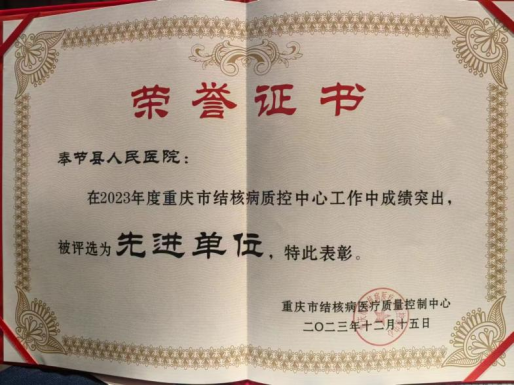 荣誉证书
奉节县人民医院：
在2023年度重庆市结核病质控中心工作中成绩突出，
被评选为先进单位，特此表彰。
重庆市结核病医疗质量控制中心
二〇二三年十二月十五日